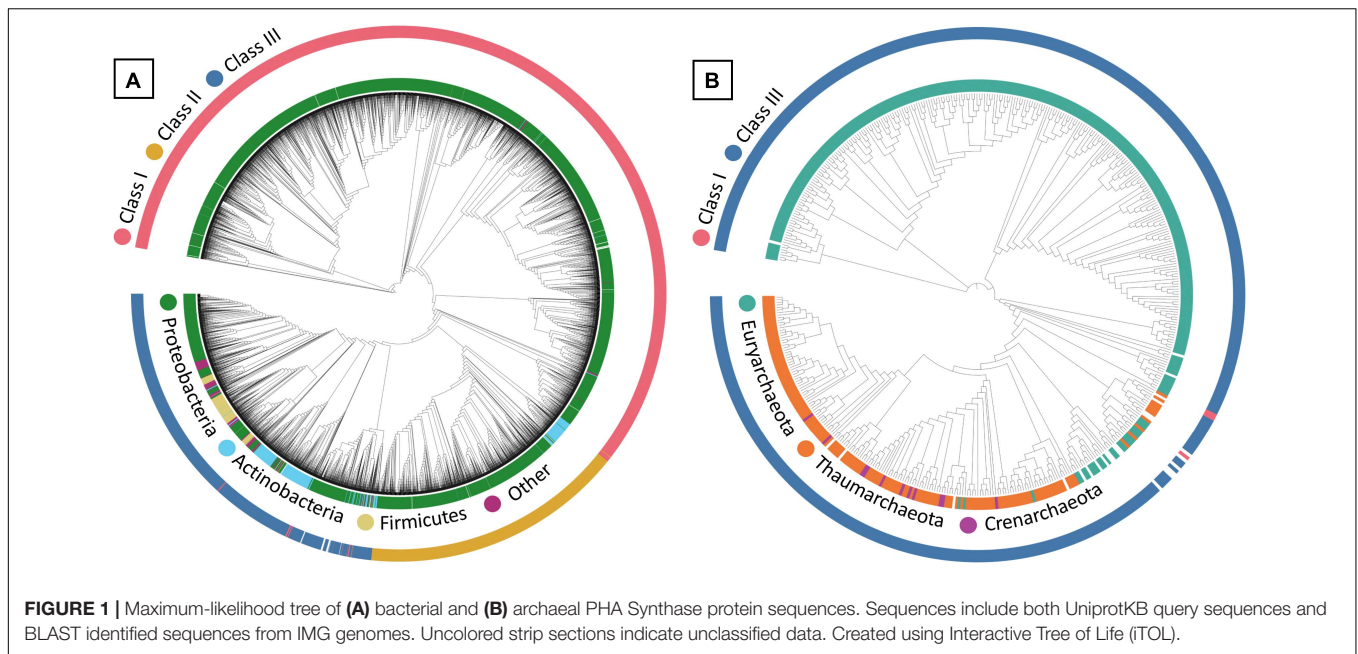 A
Class I
Class II
Class III
Proteobacteria
Actinobacteria
Firmicutes
Other
B
Class I
Class III
Euryarchaeota
Thaumarchaeota
Crenarchaeota
FIGURE 1 | Maximum-likelihood tree of (A) bacterial and (B) archaeal PHA Synthase protein sequences. Sequences include both UniprotKB query sequences and
BLAST identified sequences from IMG genomes. Uncolored strip sections indicate unclassified data. Created using Interactive Tree of Life (iTOL).